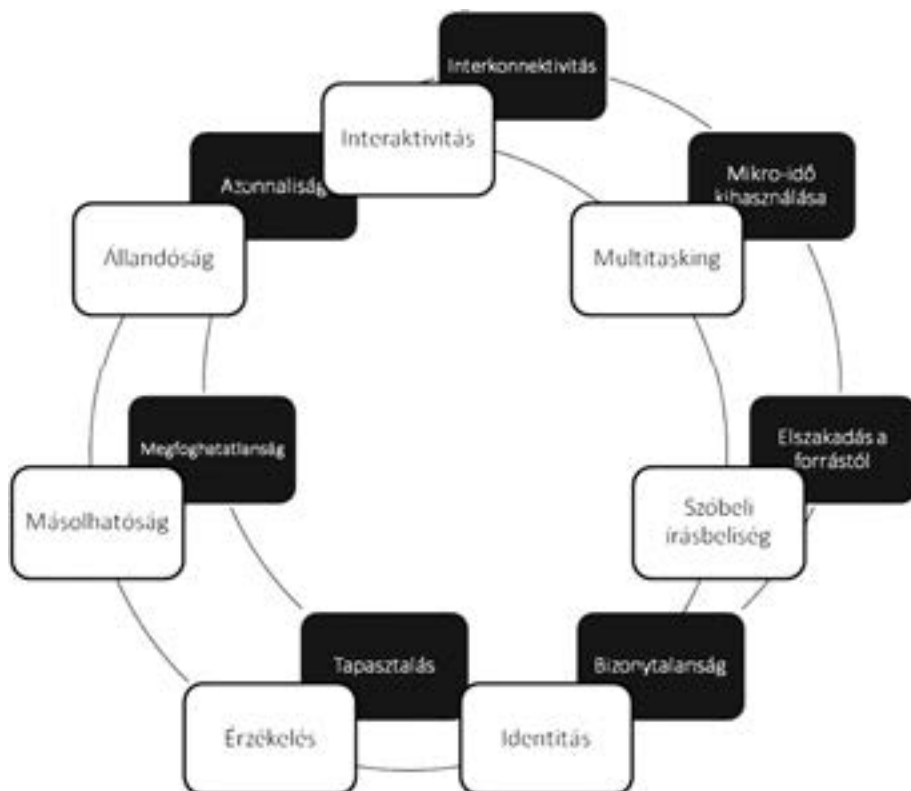 Interkonnektivitás
Interaktivitás
Azonnaliság
Mikro-idő
kihasználása
Állandóság
Multitasking
Megfoghatatlanság
Elszakadás a
forrástól
Másolhatóság
Szóbeli
írásbeliség
Tapasztalás
Bizonytalanság
Érzékelés
Identitás